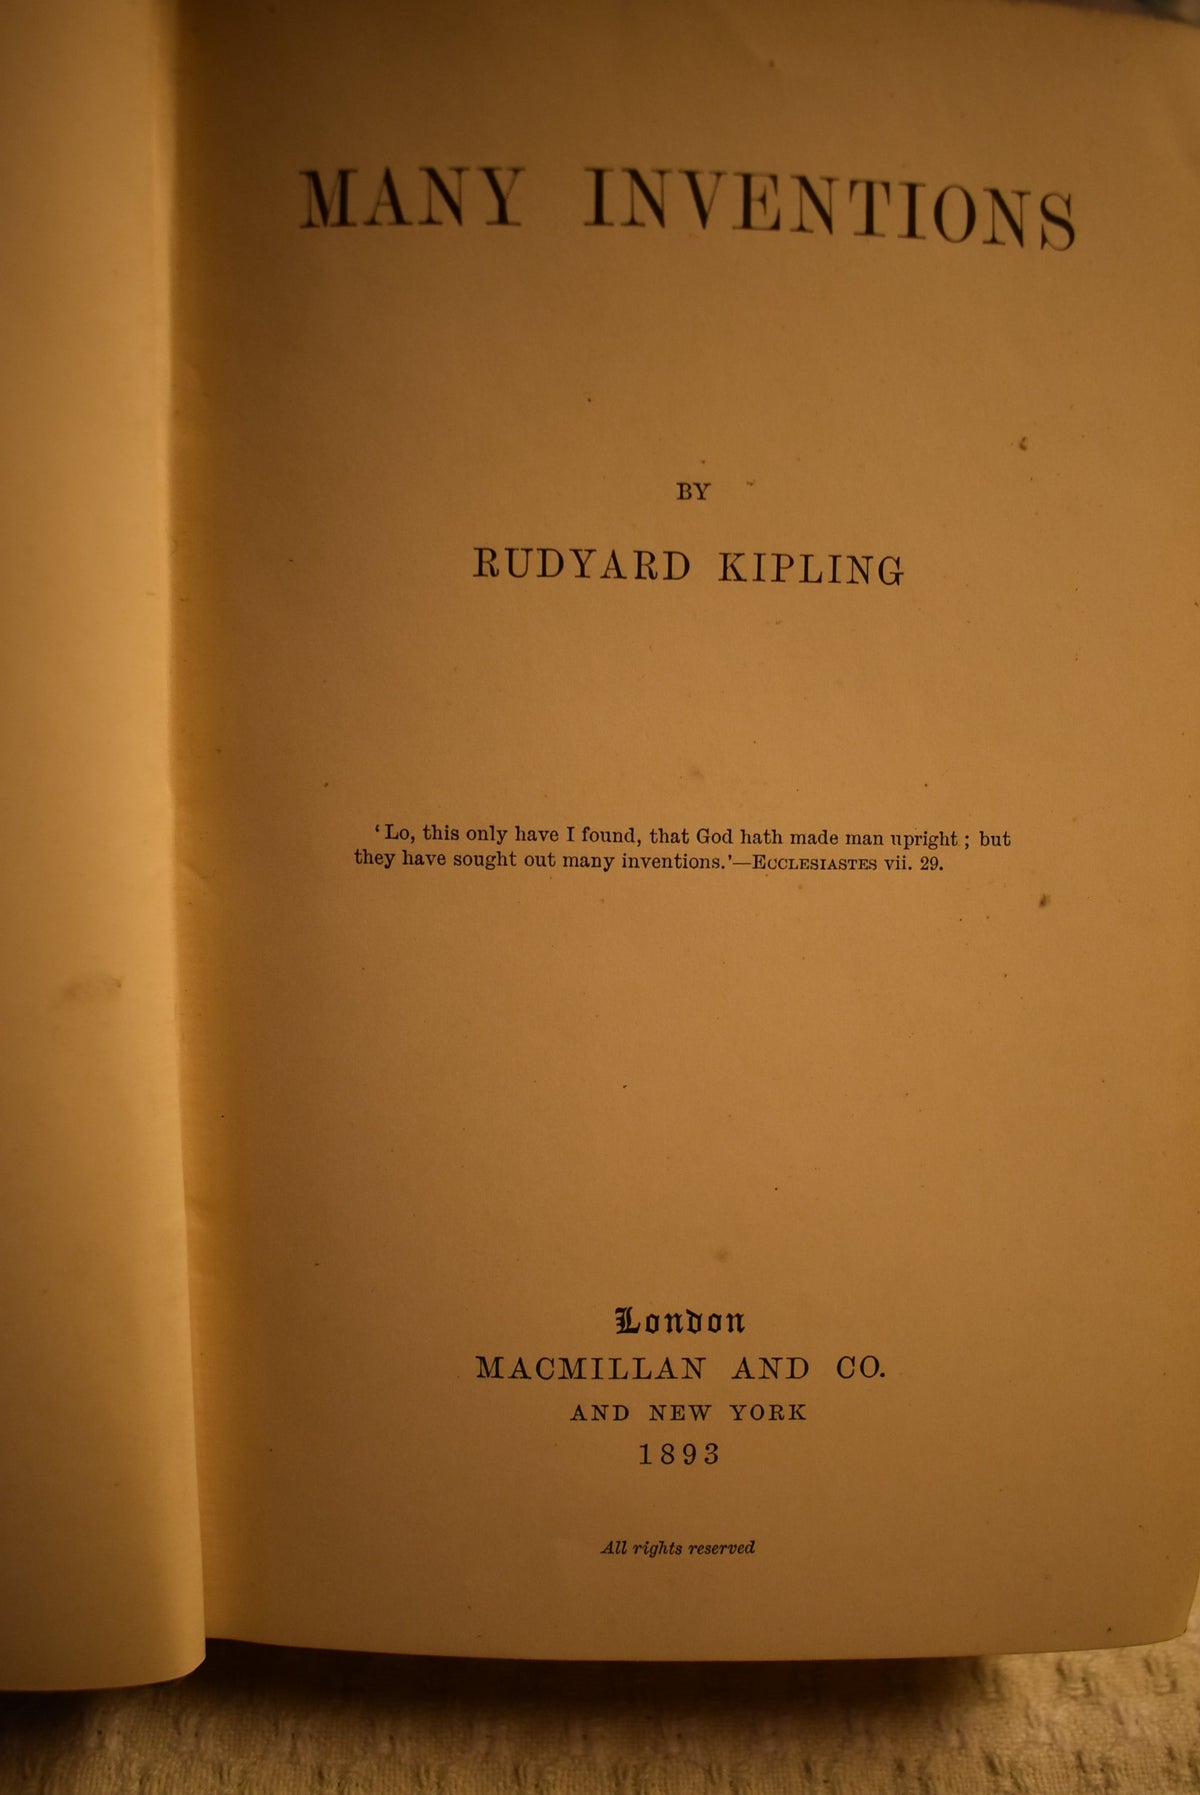 MANY INVENTIONS
BY
RUDYARD KIPLING
‘Lo, this only have I found, that God hath made man upright ; but
they have sought out many inventions.’—ECCLESIASTES vii. 29.
London
MACMILLAN AND CO.
AND NEW YORK
1893
All rights reserved